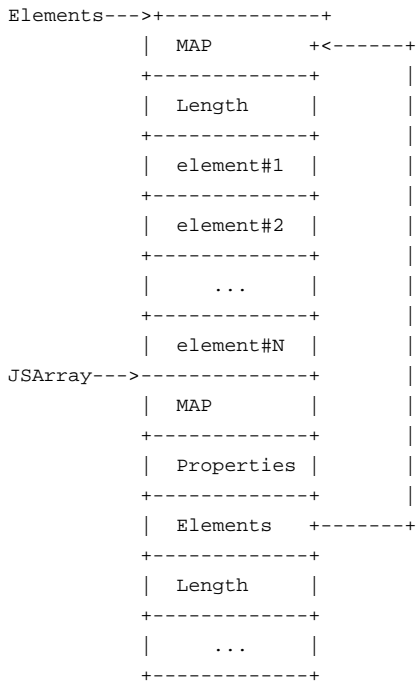 Elements--->+-------------+
            |  MAP        +<------+
            +-------------+       |
            |  Length     |       |
            +-------------+       |
            |  element#1  |       |
            +-------------+       |
            |  element#2  |       |
            +-------------+       |
            |     ...     |       |
            +-------------+       |
            |  element#N  |       |
JSArray--->--------------+       |
            |  MAP        |       |
            +-------------+       |
            |  Properties |       |
            +-------------+       |
            |  Elements   +-------+
            +-------------+
            |  Length     |
            +-------------+
            |     ...     |
            +-------------+